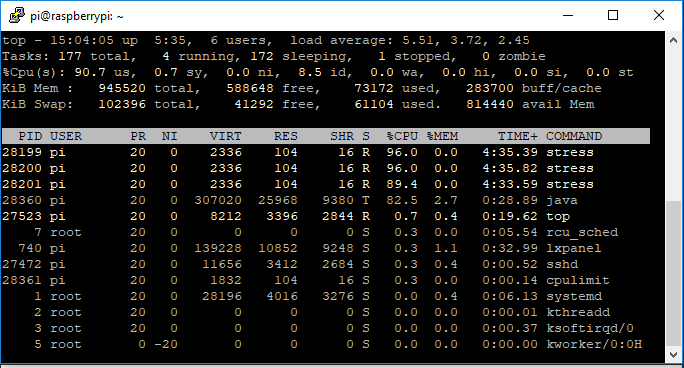 pi@raspberrypi: ~
top - 15:04:05 up  5:35,  6 users,  load average: 5.51, 3.72, 2.45
Tasks: 177 total,   4 running, 172 sleeping,   1 stopped,   0 zombie
%Cpu(s): 90.7 us,  0.7 sy,  0.0 ni,  8.5 id,  0.0 wa,  0.0 hi,  0.0 si,  0.0 st
KiB Mem :   945520 total,   588648 free,    73172 used,   283700 buff/cache
KiB Swap:   102396 total,    41292 free,    61104 used.   814440 avail Mem
PID USER      PR  NI    VIRT    RES    SHR S  %CPU %MEM     TIME+ COMMAND
28199 pi        20   0    2336    104     16 R  96.0  0.0   4:35.39 stress
28200 pi        20   0    2336    104     16 R  96.0  0.0   4:35.82 stress
28201 pi        20   0    2336    104     16 R  89.4  0.0   4:33.59 stress
28360 pi        20   0  307020  25968   9380 T  82.5  2.7   0:28.89 java
27523 pi        20   0    8212   3396   2844 R   0.7  0.4   0:19.62 top
7 root      20   0       0      0      0 S   0.3  0.0   0:05.54 rcu_sched
740 pi        20   0  139228  10852   9248 S   0.3  1.1   0:32.99 lxpanel
27472 pi        20   0   11656   3412   2684 S   0.3  0.4   0:00.52 sshd
28361 pi        20   0    1832    104     16 S   0.3  0.0   0:00.14 cpulimit
1 root      20   0   28196   4016   3276 S   0.0  0.4   0:06.13 systemd
2 root      20   0       0      0      0 S   0.0  0.0   0:00.01 kthreadd
3 root      20   0       0      0      0 S   0.0  0.0   0:00.37 ksoftirqd/0
5 root       0 -20       0      0      0 S   0.0  0.0   0:00.00 kworker/0:0H